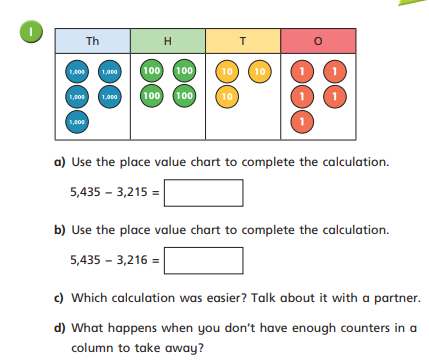 1
Th H T O
1,000 1,000 100 100 10 10 1 1
1,000 1,000 100 100 10 1 1
1,000 1
a) Use the place value chart to complete the calculation.
5,435 – 3,215 =
b) Use the place value chart to complete the calculation.
5,435 – 3,216 =
c) Which calculation was easier? Talk about it with a partner.
d) What happens when you don't have enough counters in a
column to take away?